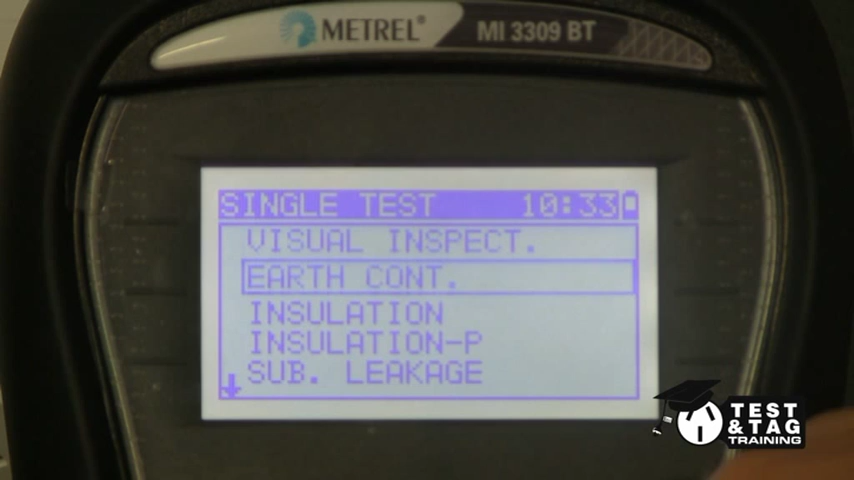 METREL® MI 3309 BT
SINGLE TEST 10:33
VISUAL INSPECT.
EARTH CONT.
INSULATION
INSULATION-P
SUB. LEAKAGE
TEST
&TAG
TRAINING